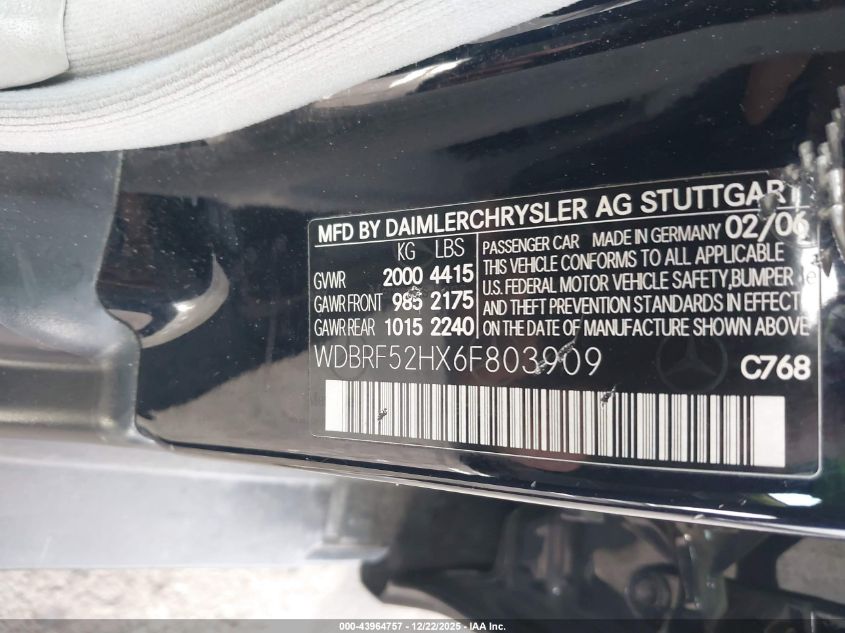 MFD BY DAIMLERCHRYSLER AG STUTTGART
KG LBS
GVWR 2000 4415
GAWR FRONT 985 2175
GAWR REAR 1015 2240
PASSENGER CAR MADE IN GERMANY 02/06
THIS VEHICLE CONFORMS TO ALL APPLICABLE
U.S. FEDERAL MOTOR VEHICLE SAFETY,BUMPER
AND THEFT PREVENTION STANDARDS IN EFFECT
ON THE DATE OF MANUFACTURE SHOWN ABOVE
WDBRF52HX6F803909
C768
000-43964757 - 12/22/2025 - IAA Inc.